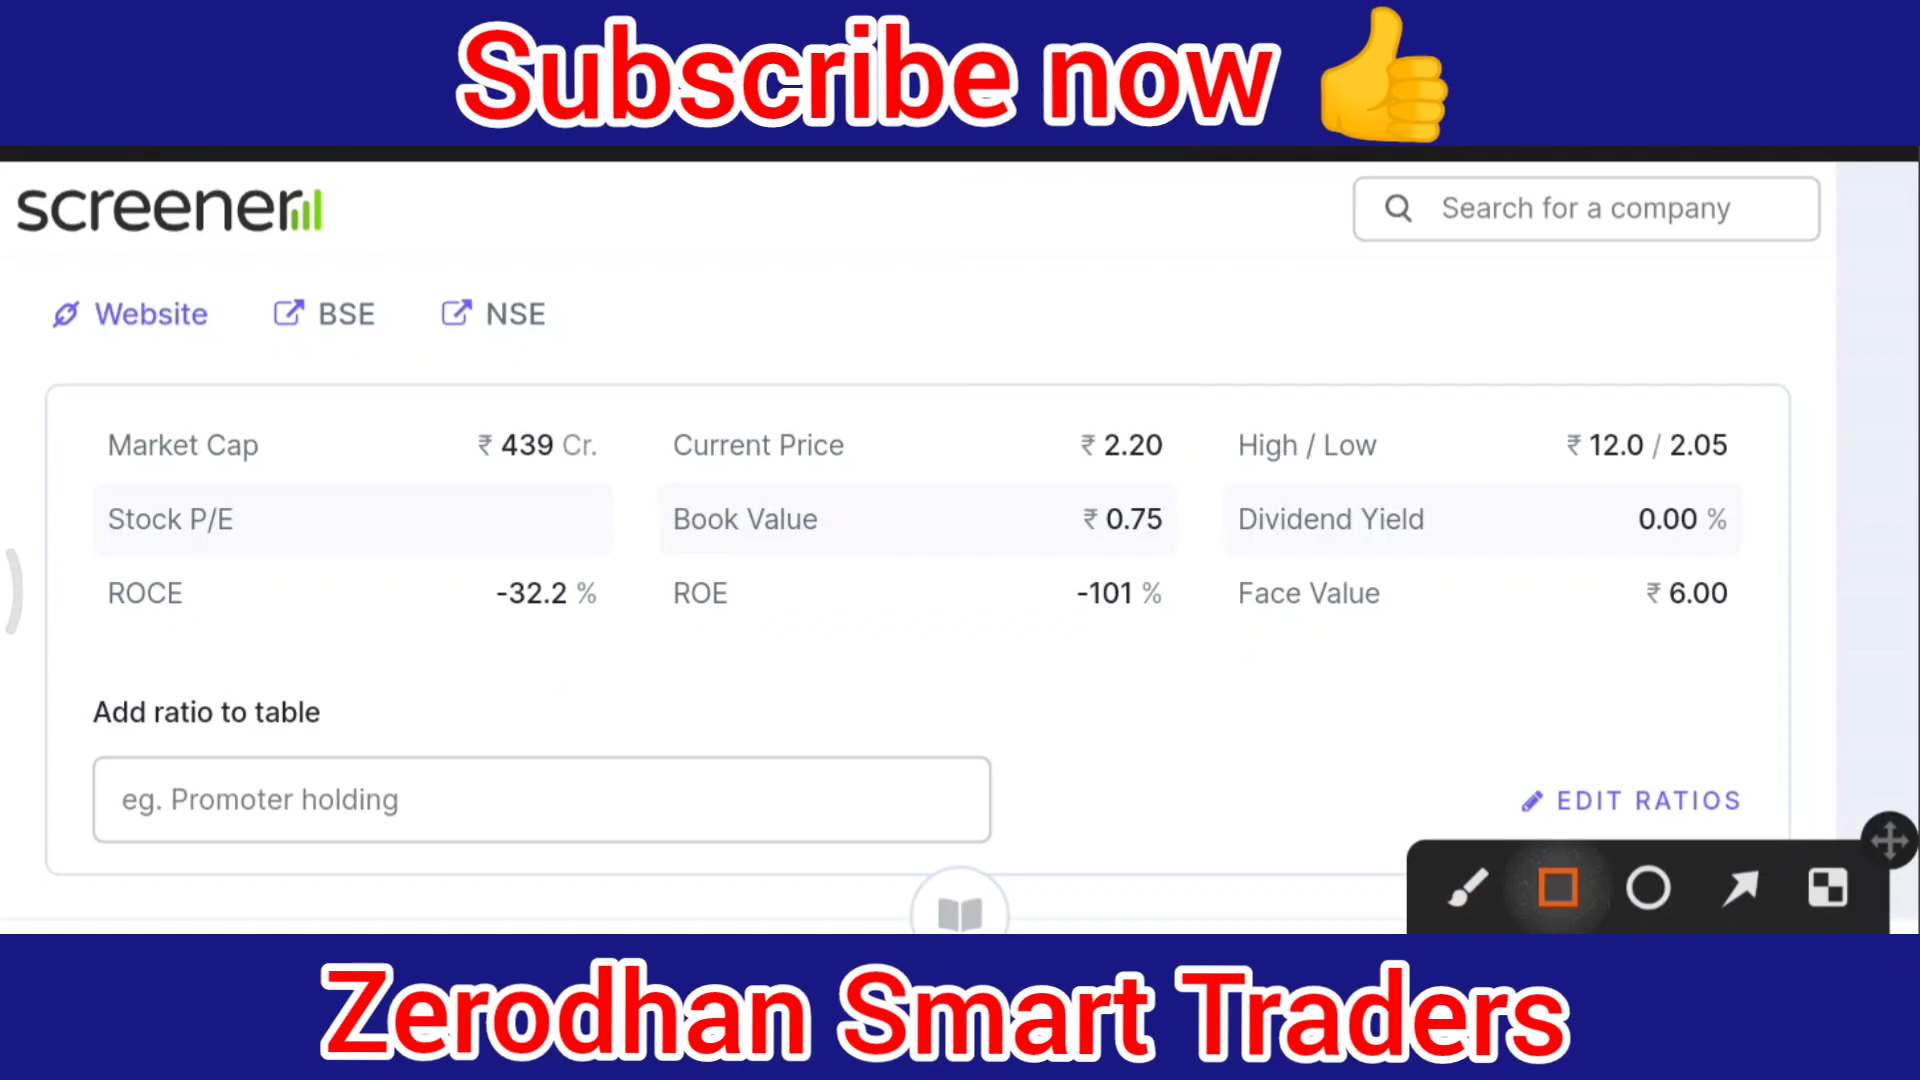 Subscribe now 👍
screener
Search for a company
Website BSE NSE
Market Cap ₹ 439 Cr. Current Price ₹ 2.20 High / Low ₹ 12.0 / 2.05
Stock P/E Book Value ₹ 0.75 Dividend Yield 0.00 %
ROCE -32.2 % ROE -101 % Face Value ₹ 6.00
Add ratio to table
eg. Promoter holding
EDIT RATIOS
Zerodhan Smart Traders